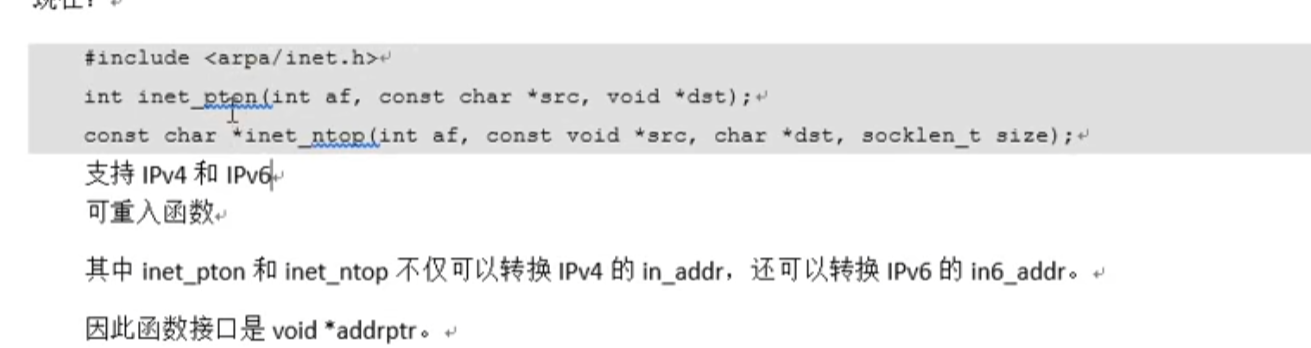 现在：
#include <arpa/inet.h>
int inet_pton(int af, const char *src, void *dst);
const char *inet_ntop(int af, const void *src, char *dst, socklen_t size);
支持 IPv4 和 IPv6
可重入函数
其中 inet_pton 和 inet_ntop 不仅可以转换 IPv4 的 in_addr，还可以转换 IPv6 的 in6_addr。
因此函数接口是 void *addrptr。